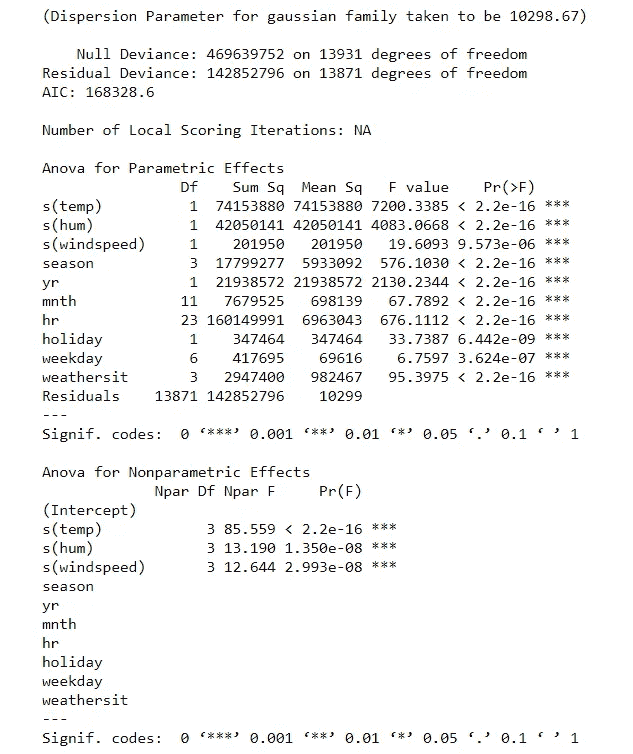 (Dispersion Parameter for gaussian family taken to be 10298.67)
Null Deviance: 469639752 on 13931 degrees of freedom
Residual Deviance: 142852796 on 13871 degrees of freedom
AIC: 168328.6
Number of Local Scoring Iterations: NA
Anova for Parametric Effects
Df Sum Sq Mean Sq F value Pr(>F)
s(temp) 1 74153880 74153880 7200.3385 < 2.2e-16 ***
s(hum) 1 42050141 42050141 4083.0668 < 2.2e-16 ***
s(windspeed) 1 201950 201950 19.6093 9.573e-06 ***
season 3 17799277 5933092 576.1030 < 2.2e-16 ***
yr 1 21938572 21938572 2130.2344 < 2.2e-16 ***
mnth 11 7679525 698139 67.7892 < 2.2e-16 ***
hr 23 160149991 6963043 676.1112 < 2.2e-16 ***
holiday 1 347464 347464 33.7387 6.442e-09 ***
weekday 6 417695 69616 6.7597 3.624e-07 ***
weathersit 3 2947400 982467 95.3975 < 2.2e-16 ***
Residuals 13871 142852796 10299
---
Signif. codes: 0 ‘***’ 0.001 ‘**’ 0.01 ‘*’ 0.05 ‘.’ 0.1 ‘ ’ 1
Anova for Nonparametric Effects
Npar Df Npar F Pr(F)
(Intercept)
s(temp) 3 85.559 < 2.2e-16 ***
s(hum) 3 13.190 1.350e-08 ***
s(windspeed) 3 12.644 2.993e-08 ***
season
yr
mnth
hr
holiday
weekday
weathersit
---
Signif. codes: 0 ‘***’ 0.001 ‘**’ 0.01 ‘*’ 0.05 ‘.’ 0.1 ‘ ’ 1